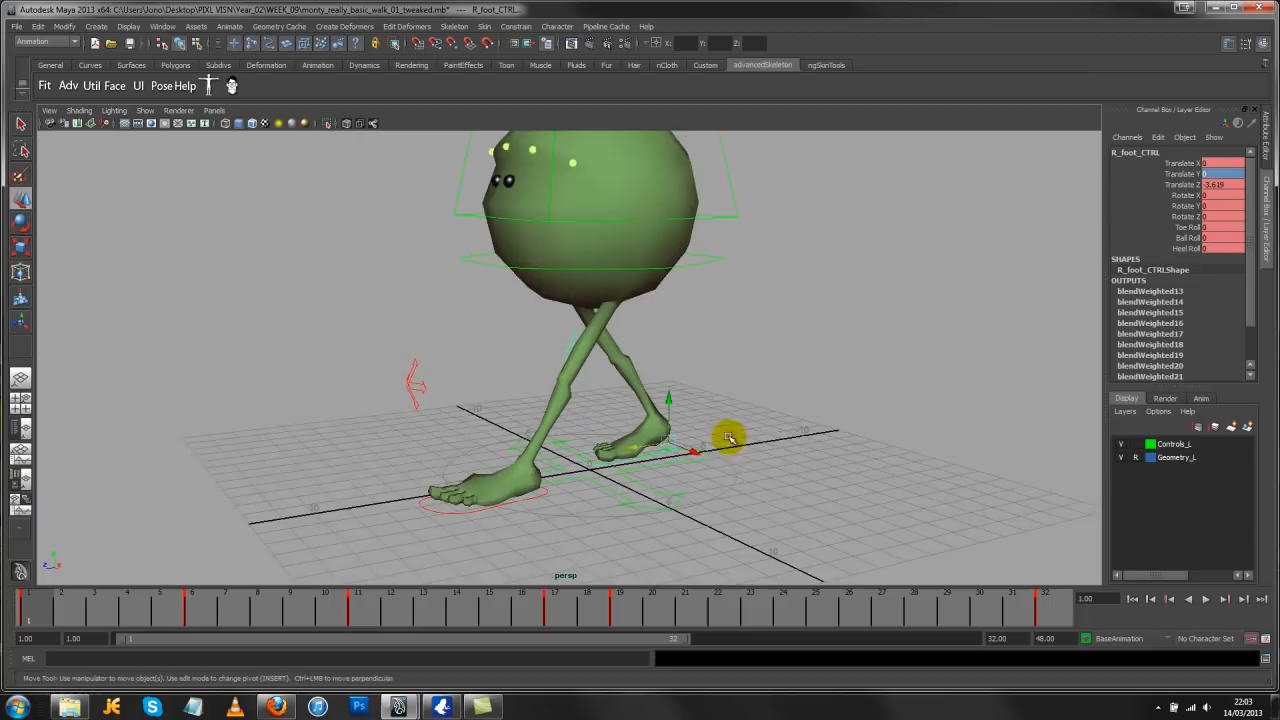 Autodesk Maya 2013 x64: C:\Users\Jono\Desktop\PIXL VISN\Year_02\WEEK_09\monty_really_basic_walk_01_tweaked.mb* --- R_foot_CTRL...
File Edit Modify Create Display Window Assets Animate Geometry Cache Create Deformers Edit Deformers Skeleton Skin Constrain Character Pipeline Cache Help
Animation X: Y: Z:
General Curves Surfaces Polygons Subdivs Deformation Animation Dynamics Rendering PaintEffects Toon Muscle Fluids Fur Hair nCloth Custom advancedSkeleton ngSkinTools
Fit Adv Util Face UI Pose Help
View Shading Lighting Show Renderer Panels
Channel Box / Layer Editor
Channels Edit Object Show
R_foot_CTRL
Translate X 0
Translate Y 0
Translate Z -3.619
Rotate X 0
Rotate Y 0
Rotate Z 0
Toe Roll 0
Ball Roll 0
Heel Roll 0
SHAPES
R_foot_CTRLShape
OUTPUTS
blendWeighted13
blendWeighted14
blendWeighted15
blendWeighted16
blendWeighted17
blendWeighted18
blendWeighted19
blendWeighted20
blendWeighted21
Attribute Editor
Channel Box / Layer Editor
Display Render Anim
Layers Options Help
V Controls_L
V R Geometry_L
persp
1 2 3 4 5 6 7 8 9 10 11 12 13 14 15 16 17 18 19 20 21 22 23 24 25 26 27 28 29 30 31 32
1
1.00
1.00 1.00 1 32 32.00 48.00 BaseAnimation No Character Set
MEL
Move Tool: Use manipulator to move object(s). Use edit mode to change pivot (INSERT). Ctrl+LMB to move perpendicular.
Ps
22:03
14/03/2013